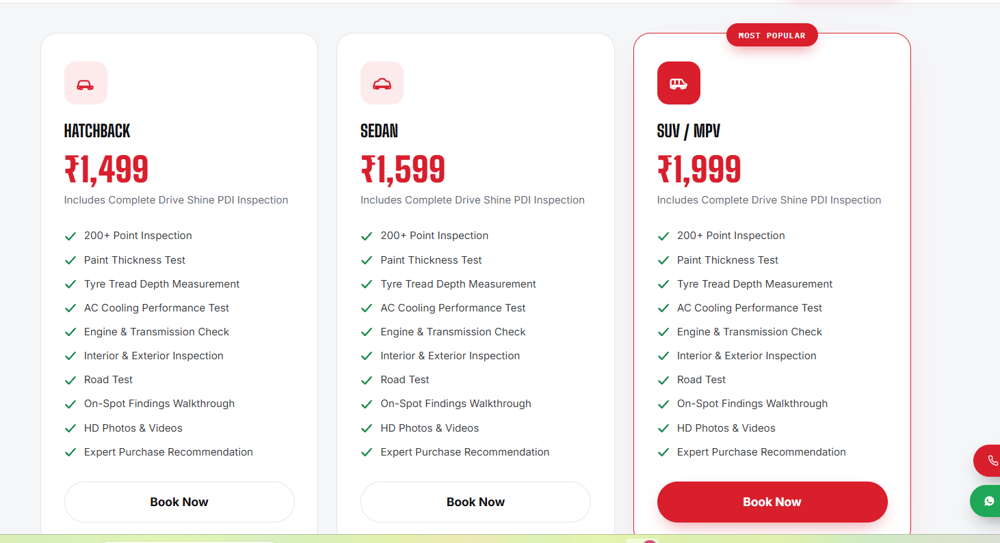 MOST POPULAR
HATCHBACK
₹1,499
Includes Complete Drive Shine PDI Inspection
200+ Point Inspection
Paint Thickness Test
Tyre Tread Depth Measurement
AC Cooling Performance Test
Engine & Transmission Check
Interior & Exterior Inspection
Road Test
On-Spot Findings Walkthrough
HD Photos & Videos
Expert Purchase Recommendation
Book Now
SEDAN
₹1,599
Includes Complete Drive Shine PDI Inspection
200+ Point Inspection
Paint Thickness Test
Tyre Tread Depth Measurement
AC Cooling Performance Test
Engine & Transmission Check
Interior & Exterior Inspection
Road Test
On-Spot Findings Walkthrough
HD Photos & Videos
Expert Purchase Recommendation
Book Now
SUV / MPV
₹1,999
Includes Complete Drive Shine PDI Inspection
200+ Point Inspection
Paint Thickness Test
Tyre Tread Depth Measurement
AC Cooling Performance Test
Engine & Transmission Check
Interior & Exterior Inspection
Road Test
On-Spot Findings Walkthrough
HD Photos & Videos
Expert Purchase Recommendation
Book Now